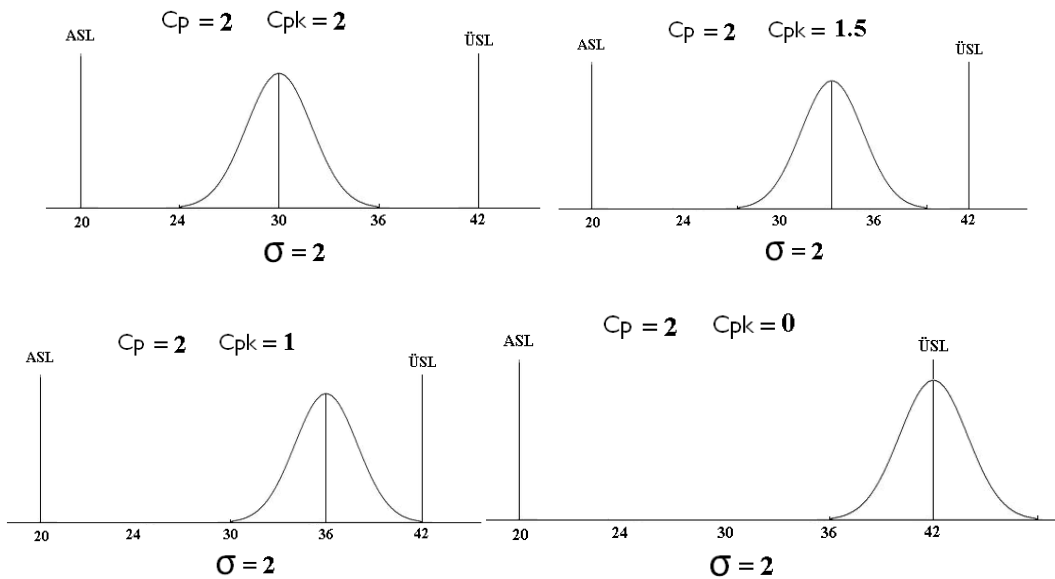 Cp = 2 Cpk = 2
ASL
ÜSL
20 24 30 36 42
σ = 2
Cp = 2 Cpk = 1.5
ASL
ÜSL
20 24 30 36 42
σ = 2
Cp = 2 Cpk = 1
ASL
ÜSL
20 24 30 36 42
σ = 2
Cp = 2 Cpk = 0
ASL
ÜSL
20 24 30 36 42
σ = 2